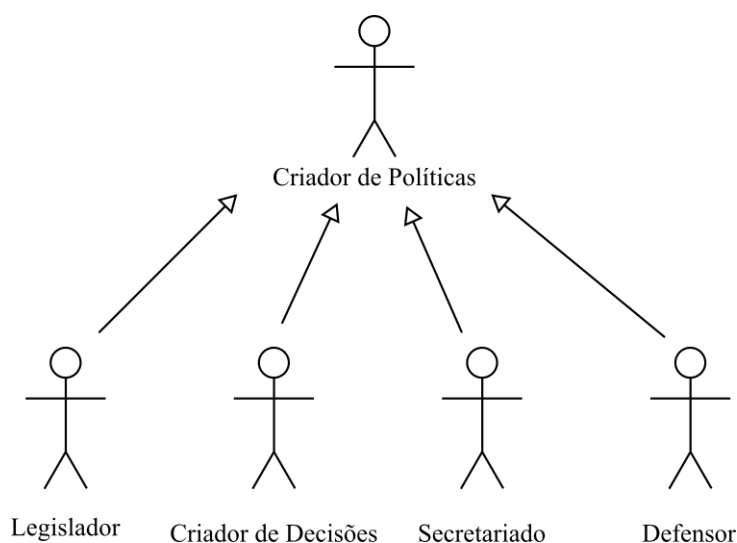 Criador de Políticas
Legislador
Criador de Decisões
Secretariado
Defensor